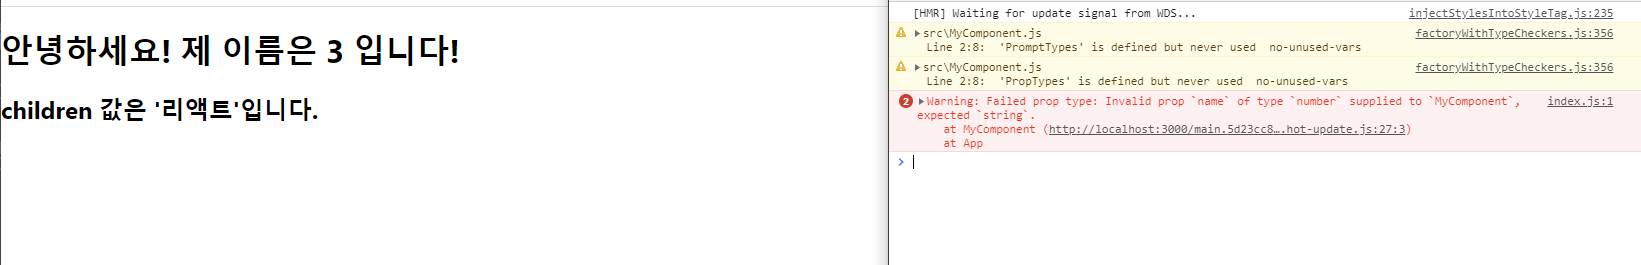 안녕하세요! 제 이름은 3 입니다!
children 값은 '리액트'입니다.
[HMR] Waiting for update signal from WDS... injectStylesIntoStyleTag.js:235
src\MyComponent.js factoryWithTypeCheckers.js:356
Line 2:8: 'PromptTypes' is defined but never used no-unused-vars
src\MyComponent.js factoryWithTypeCheckers.js:356
Line 2:8: 'PropTypes' is defined but never used no-unused-vars
2 Warning: Failed prop type: Invalid prop `name` of type `number` supplied to `MyComponent`, index.js:1
expected `string`.
at MyComponent (http://localhost:3000/main.5d23cc8….hot-update.js:27:3)
at App